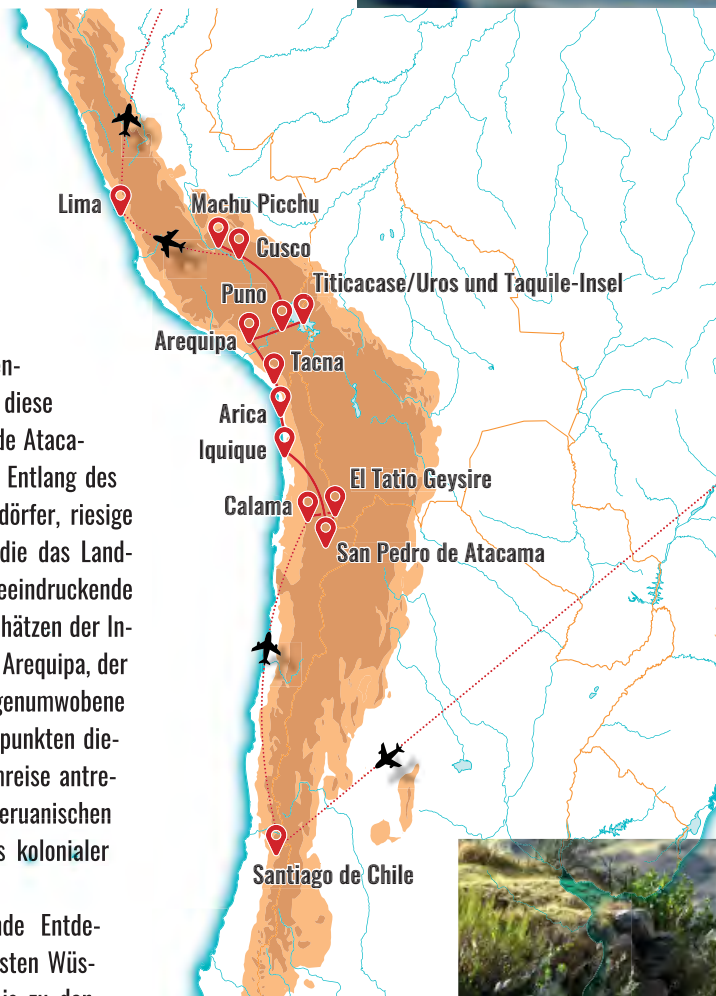 Lima
Machu Picchu
Cusco
Titicacase/Uros und Taquile-Insel
Puno
Arequipa
Tacna
Arica
Iquique
El Tatio Geysire
Calama
San Pedro de Atacama
Santiago de Chile
en-
diese
de Ataca-
Entlang des
dörfer, riesige
die das Land-
eeindruckende
hätzen der In-
Arequipa, der
genumwobene
punkten die-
nreise antre-
eruanischen
s kolonialer
nde Entde-
sten Wüs-